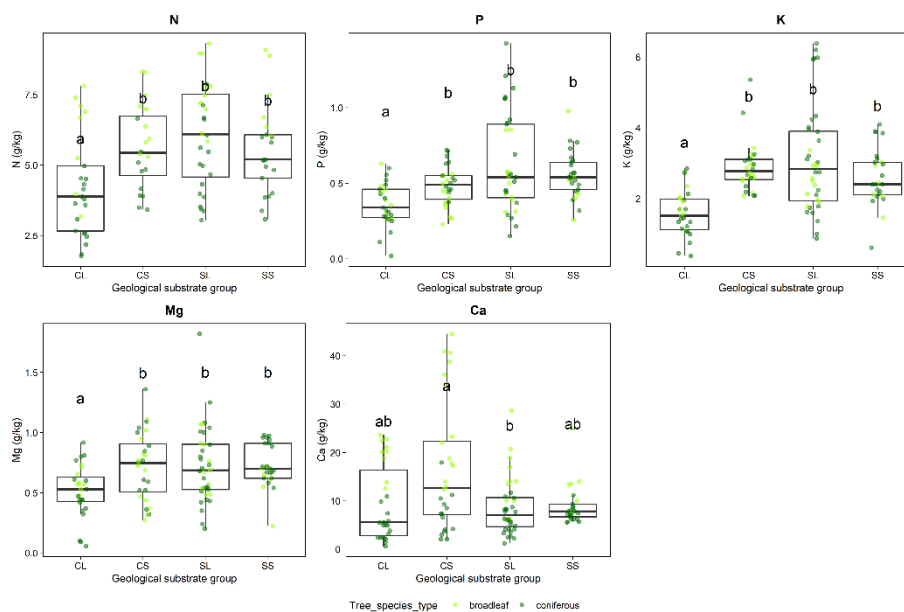 N
P
K
N (g/kg)
7.5
5.0
2.5
a
b
b
b
CL
CS
SL
SS
Geological substrate group
P (g/kg)
1.0
0.5
0.0
a
b
b
b
CL
CS
SL
SS
Geological substrate group
K (g/kg)
6
4
2
a
b
b
b
CL
CS
SL
SS
Geological substrate group
Mg
Ca
Mg (g/kg)
1.5
1.0
0.5
0.0
a
b
b
b
CL
CS
SL
SS
Geological substrate group
Ca (g/kg)
40
30
20
10
0
ab
a
b
ab
CL
CS
SL
SS
Geological substrate group
Tree_species_type broadleaf coniferous